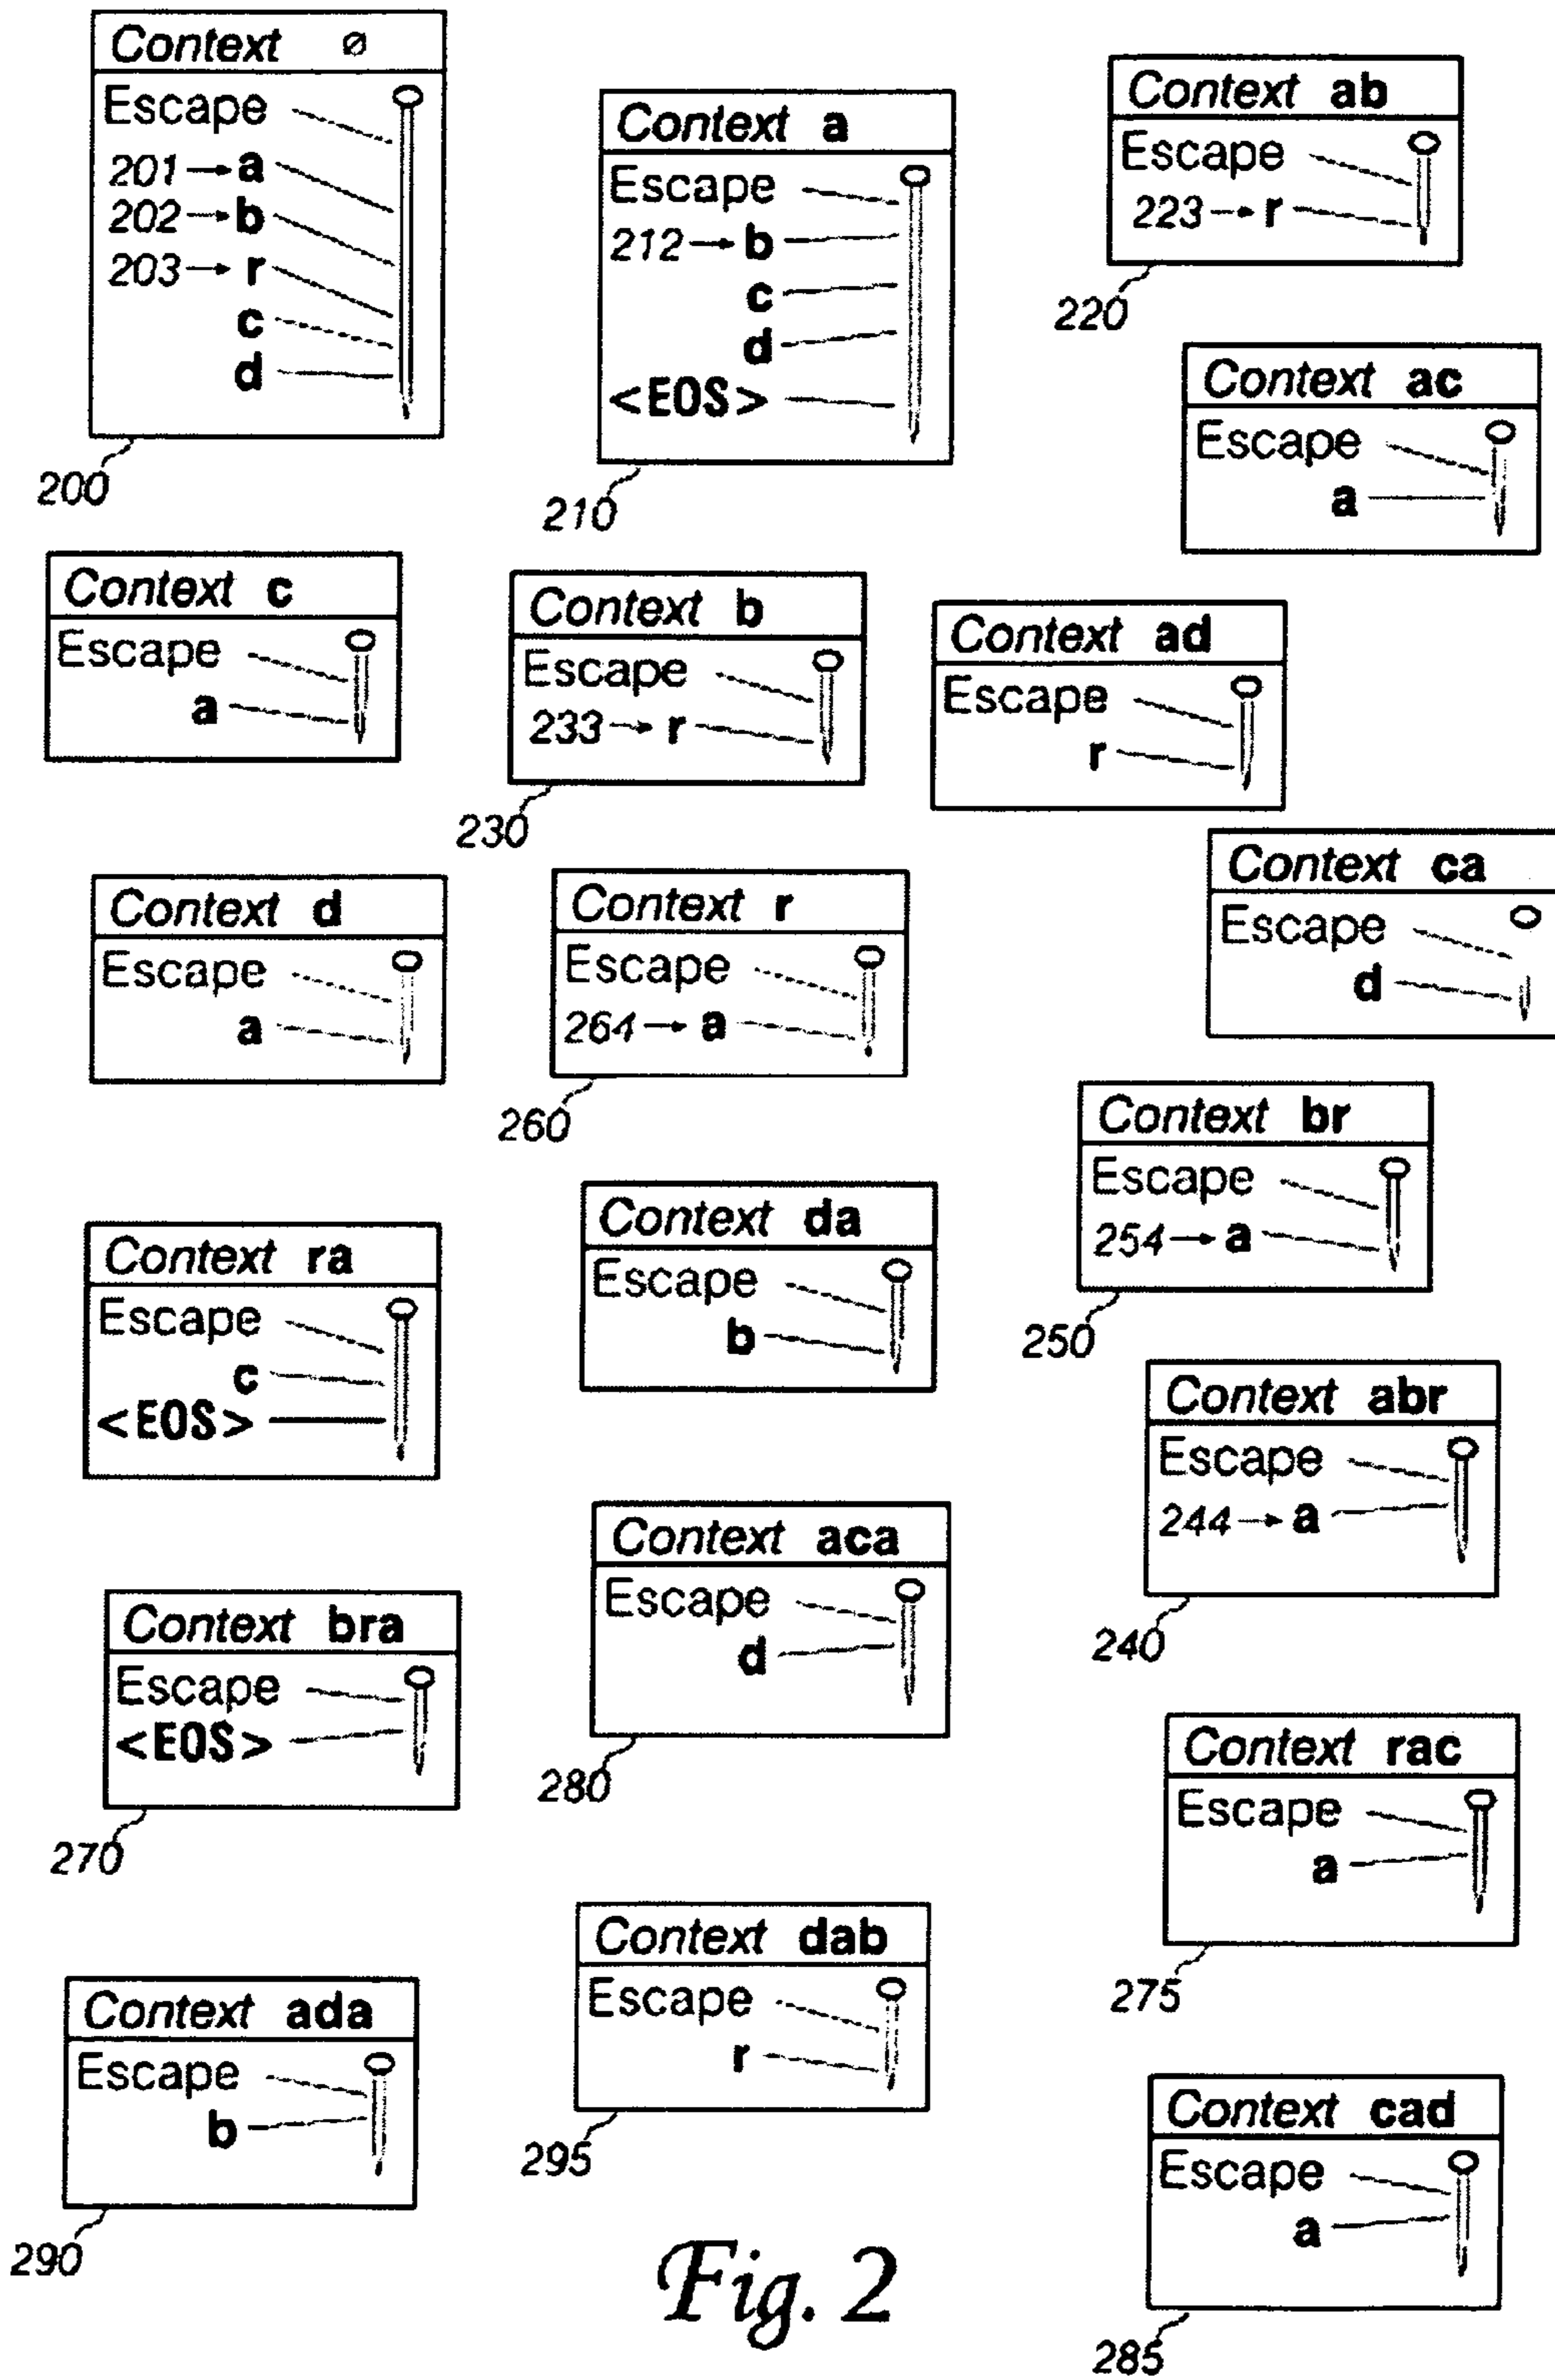 Context ∅
Escape
201→a
202→b
203→r
c
d
200
Context a
Escape
212→b
c
d
<EOS>
210
Context ab
Escape
223→r
220
Context ac
Escape
a
Context c
Escape
a
Context b
Escape
233→r
230
Context ad
Escape
r
Context ca
Escape
d
Context d
Escape
a
Context r
Escape
264→a
260
Context br
Escape
254→a
250
Context ra
Escape
c
<EOS>
Context da
Escape
b
Context abr
Escape
244→a
240
Context bra
Escape
<EOS>
270
Context aca
Escape
d
280
Context rac
Escape
a
275
Context ada
Escape
b
290
Context dab
Escape
r
295
Context cad
Escape
a
285
Fig. 2